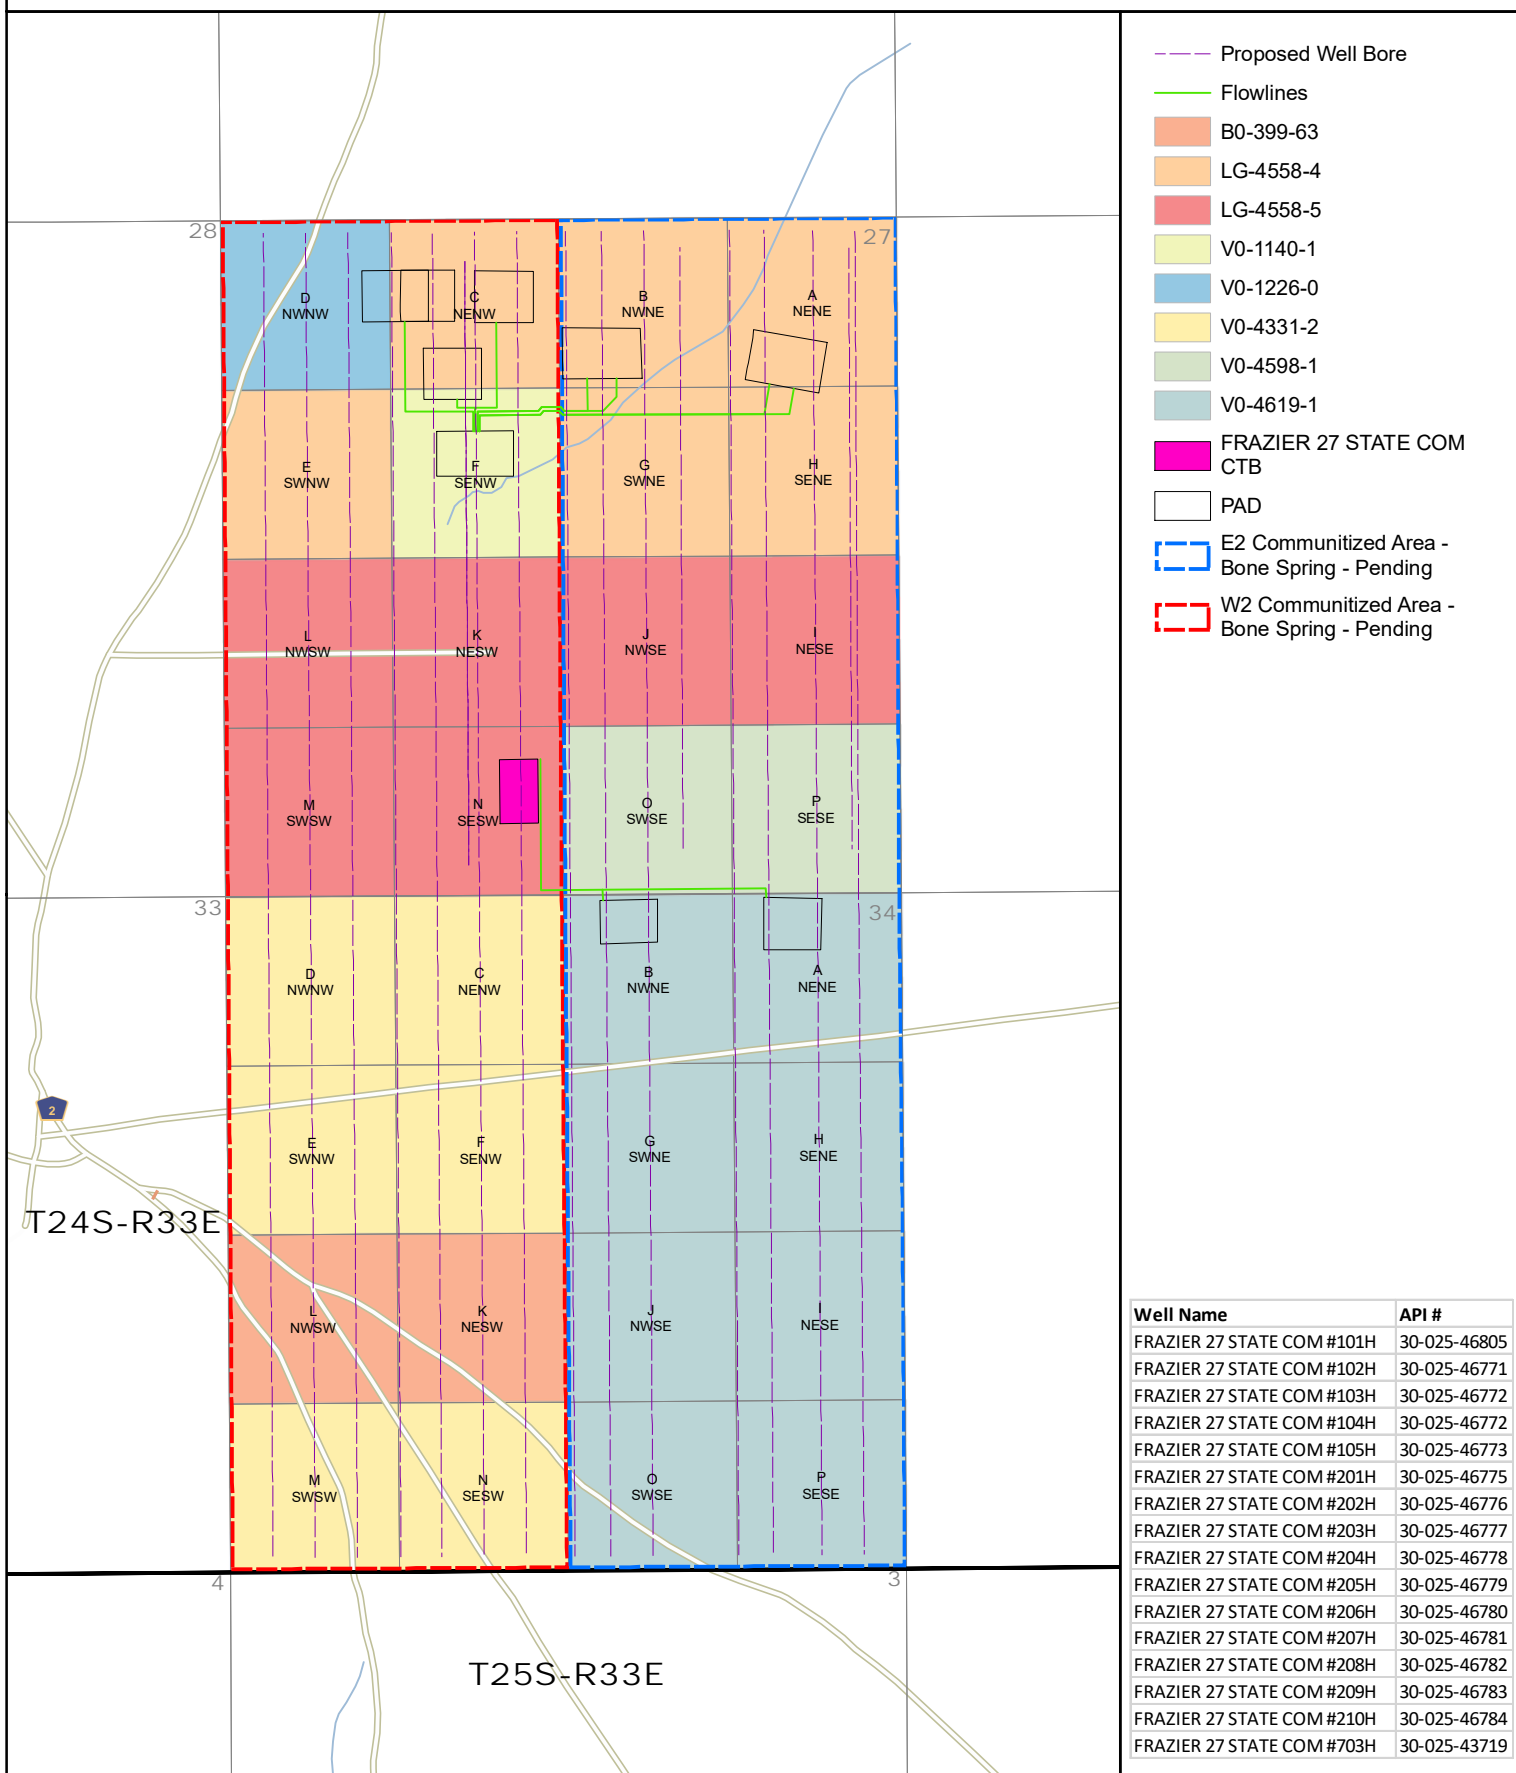 Proposed Well Bore
Flowlines
B0-399-63
LG-4558-4
LG-4558-5
V0-1140-1
V0-1226-0
V0-4331-2
V0-4598-1
V0-4619-1
FRAZIER 27 STATE COM
CTB
PAD
E2 Communitized Area -
Bone Spring - Pending
W2 Communitized Area -
Bone Spring - Pending
28
27
D
NWNW
C
NENW
B
NWNE
A
NENE
E
SWNW
F
SENW
G
SWNE
H
SENE
L
NWSW
K
NESW
J
NWSE
I
NESE
M
SWSW
N
SESW
O
SWSE
P
SESE
33
34
D
NWNW
C
NENW
B
NWNE
A
NENE
2
E
SWNW
F
SENW
G
SWNE
H
SENE
T24S-R33E
L
NWSW
K
NESW
J
NWSE
I
NESE
M
SWSW
N
SESW
O
SWSE
P
SESE
4
3
T25S-R33E
Well Name API #
FRAZIER 27 STATE COM #101H 30-025-46805
FRAZIER 27 STATE COM #102H 30-025-46771
FRAZIER 27 STATE COM #103H 30-025-46772
FRAZIER 27 STATE COM #104H 30-025-46772
FRAZIER 27 STATE COM #105H 30-025-46773
FRAZIER 27 STATE COM #201H 30-025-46775
FRAZIER 27 STATE COM #202H 30-025-46776
FRAZIER 27 STATE COM #203H 30-025-46777
FRAZIER 27 STATE COM #204H 30-025-46778
FRAZIER 27 STATE COM #205H 30-025-46779
FRAZIER 27 STATE COM #206H 30-025-46780
FRAZIER 27 STATE COM #207H 30-025-46781
FRAZIER 27 STATE COM #208H 30-025-46782
FRAZIER 27 STATE COM #209H 30-025-46783
FRAZIER 27 STATE COM #210H 30-025-46784
FRAZIER 27 STATE COM #703H 30-025-43719